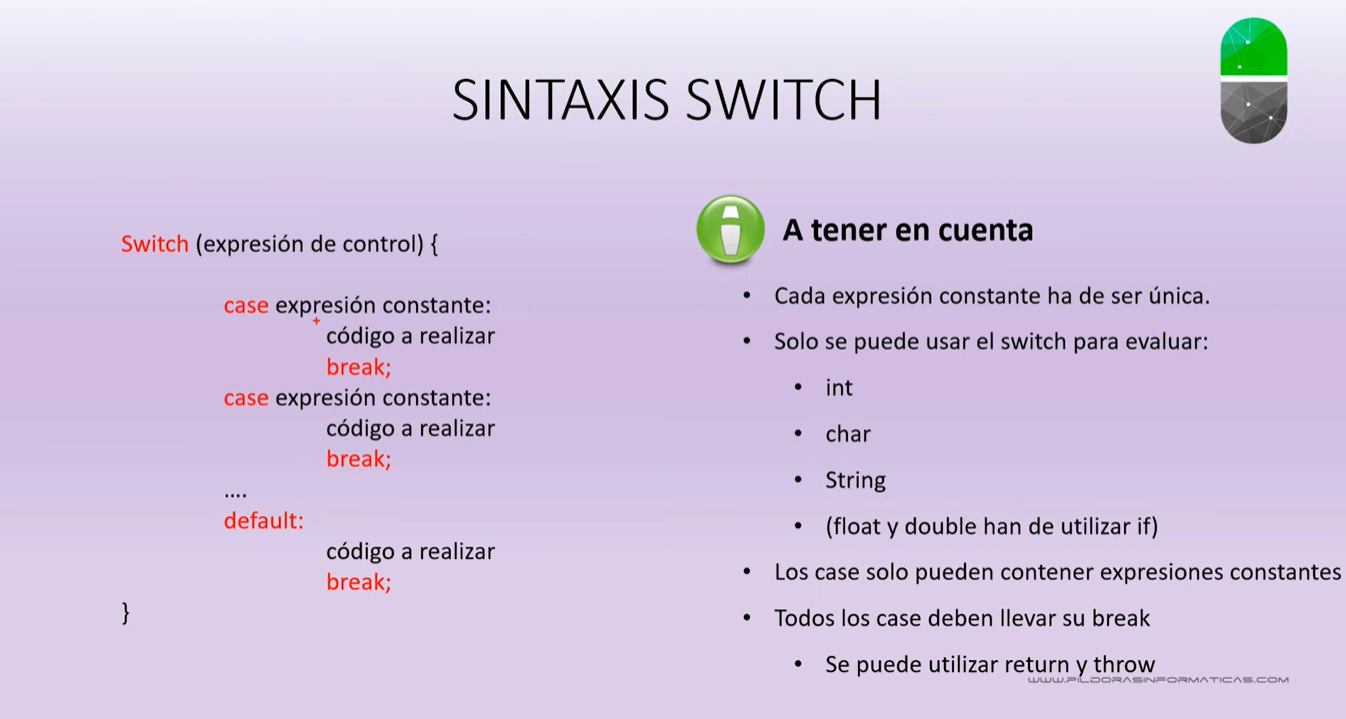 SINTAXIS SWITCH
Switch (expresión de control) {
case expresión constante:
código a realizar
break;
case expresión constante:
código a realizar
break;
....
default:
código a realizar
break;
}
A tener en cuenta
• Cada expresión constante ha de ser única.
• Solo se puede usar el switch para evaluar:
• int
• char
• String
• (float y double han de utilizar if)
• Los case solo pueden contener expresiones constantes
• Todos los case deben llevar su break
• Se puede utilizar return y throw
WWW.PILDORASINFORMATICAS.COM